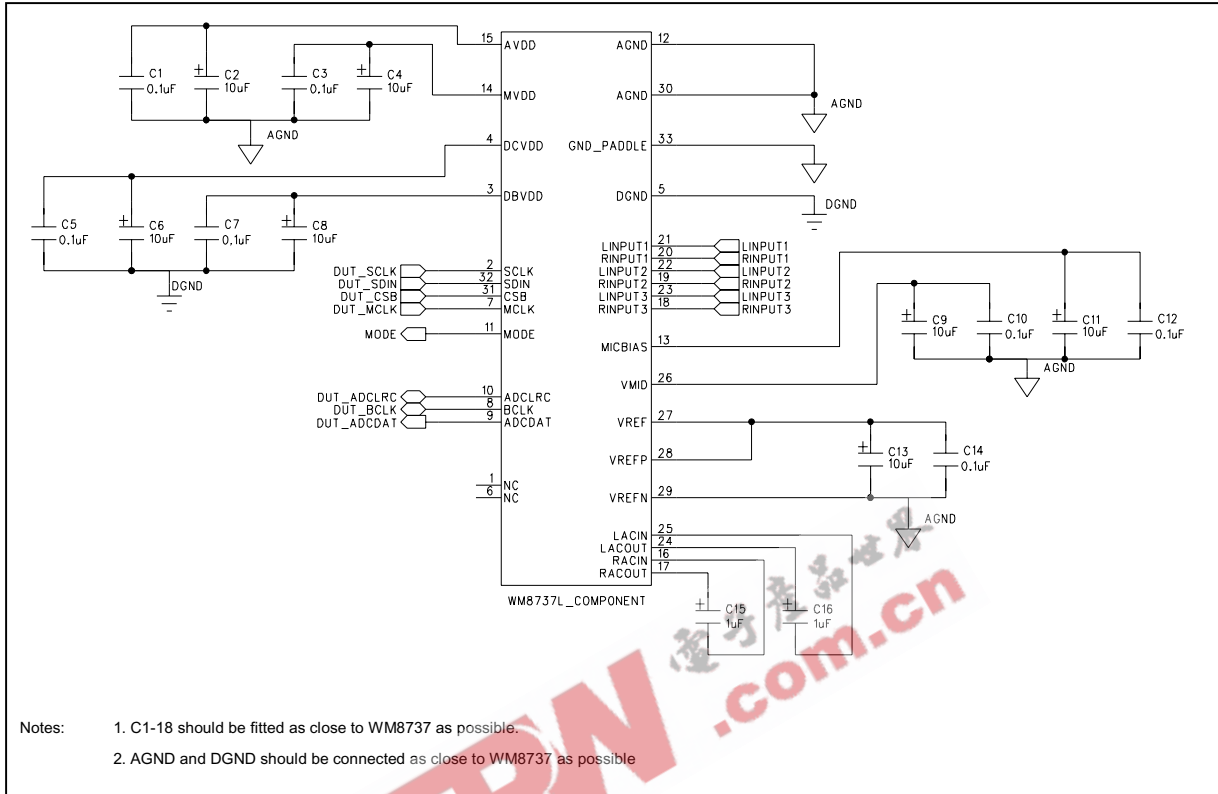 15 AVDD
AGND 12
C1 0.1uF
+ C2 10uF
C3 0.1uF
+ C4 10uF
14 MVDD
AGND 30
AGND
AGND
4 DCVDD
GND_PADDLE 33
3 DBVDD
DGND 5
DGND
C5 0.1uF
+ C6 10uF
C7 0.1uF
+ C8 10uF
DGND
LINPUT1 21 LINPUT1
RINPUT1 20 RINPUT1
LINPUT2 22 LINPUT2
RINPUT2 19 RINPUT2
LINPUT3 23 LINPUT3
RINPUT3 18 RINPUT3
DUT_SCLK 2 SCLK
DUT_SDIN 32 SDIN
DUT_CSB 31 CSB
DUT_MCLK 7 MCLK
MODE 11 MODE
MICBIAS 13
+ C9 10uF
C10 0.1uF
+ C11 10uF
C12 0.1uF
AGND
VMID 26
DUT_ADCLRC 10 ADCLRC
DUT_BCLK 8 BCLK
DUT_ADCDAT 9 ADCDAT
VREF 27
VREFP 28
+ C13 10uF
C14 0.1uF
1 NC
6 NC
VREFN 29
AGND
LACIN 25
LACOUT 24
RACIN 16
RACOUT 17
WM8737L_COMPONENT
+ C15 1uF
+ C16 1uF
電子產品世界
.com.cn
Notes: 1. C1-18 should be fitted as close to WM8737 as possible.
2. AGND and DGND should be connected as close to WM8737 as possible